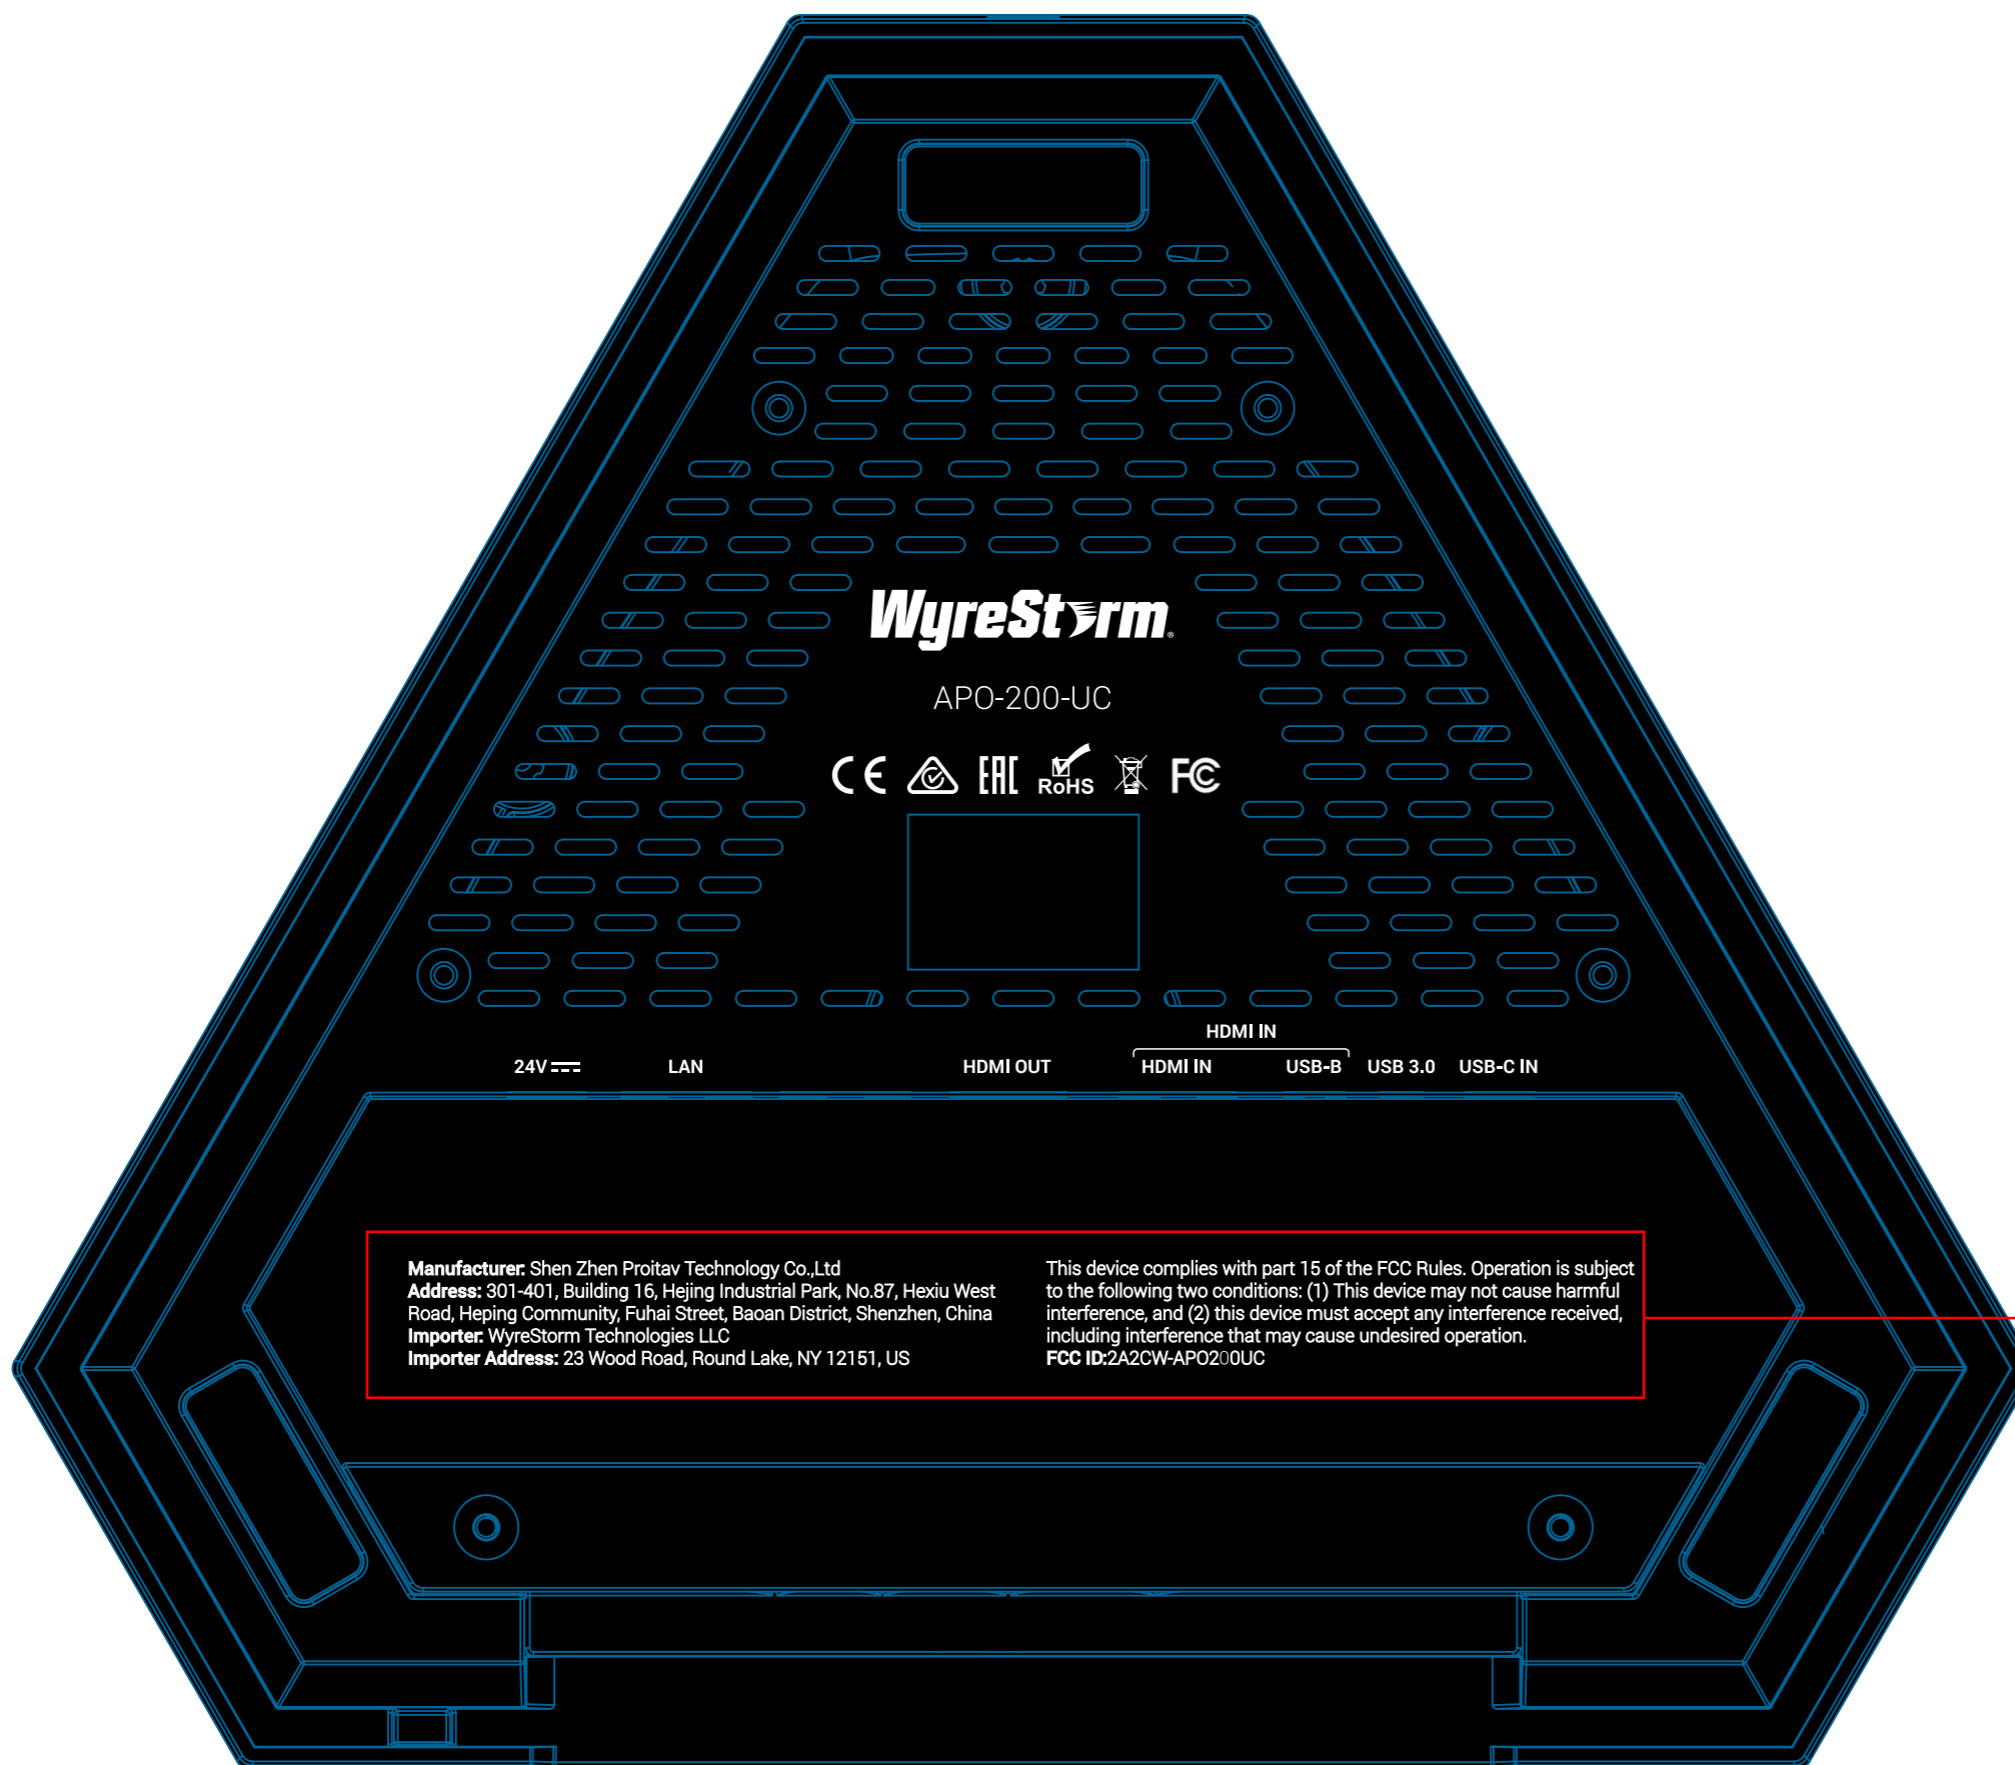 WyreStorm®
APO-200-UC
CE EAC RoHS FC
HDMI IN
24V LAN HDMI OUT HDMI IN USB-B USB 3.0 USB-C IN
Manufacturer: Shen Zhen Proitav Technology Co.,Ltd
Address: 301-401, Building 16, Hejing Industrial Park, No.87, Hexiu West
Road, Heping Community, Fuhai Street, Baoan District, Shenzhen, China
Importer: WyreStorm Technologies LLC
Importer Address: 23 Wood Road, Round Lake, NY 12151, US
This device complies with part 15 of the FCC Rules. Operation is subject
to the following two conditions: (1) This device may not cause harmful
interference, and (2) this device must accept any interference received,
including interference that may cause undesired operation.
FCC ID:2A2CW-APO200UC